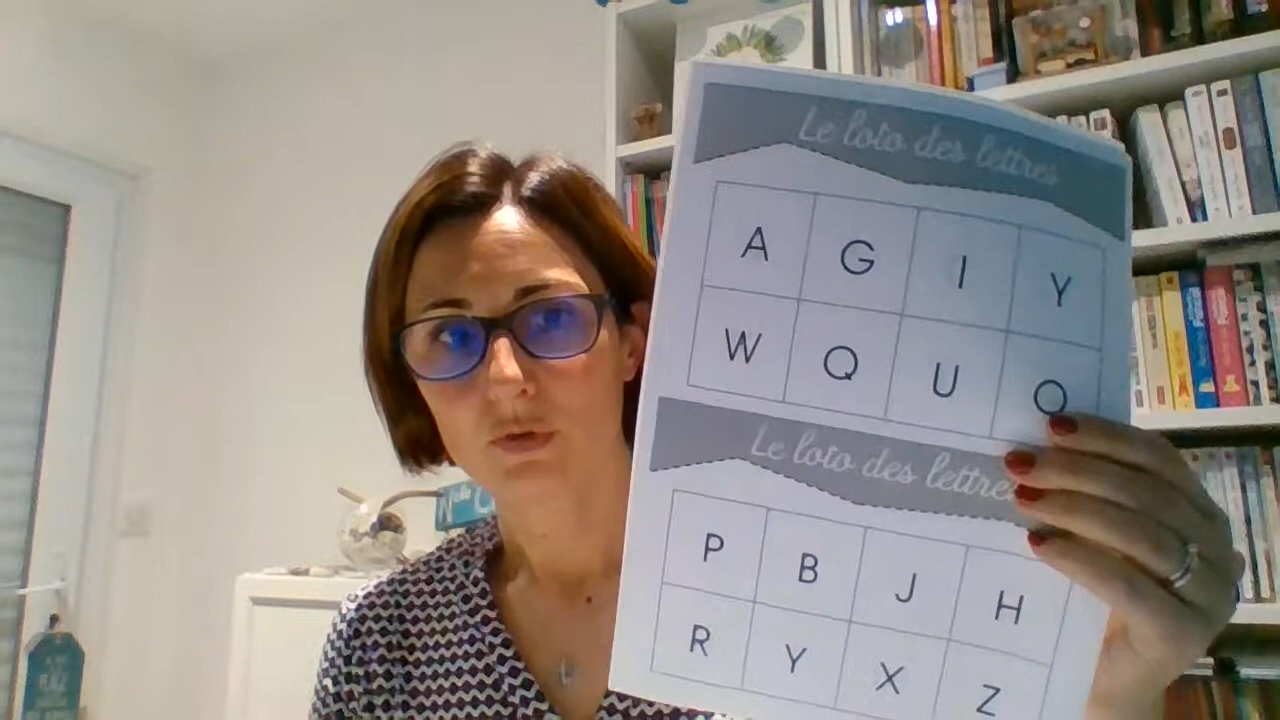 Le loto des lettres
A G I Y
W Q U O
Le loto des lettres
P B J H
R Y X Z